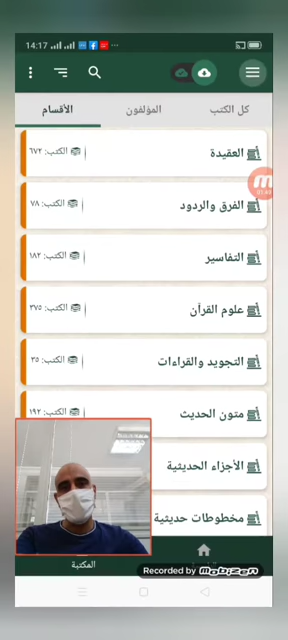 14:17
كل الكتب
المؤلفون
الأقسام
العقيدة
الكتب: ٦٧٢
الفرق والردود
الكتب: ٧٨
التفاسير
الكتب: ١٨٢
علوم القرآن
الكتب: ٣٧٥
التجويد والقراءات
الكتب: ٣٥
متون الحديث
الكتب: ١٩٢
الأجزاء الحديثية
مخطوطات حديثية
المكتبة
Recorded by mobizen